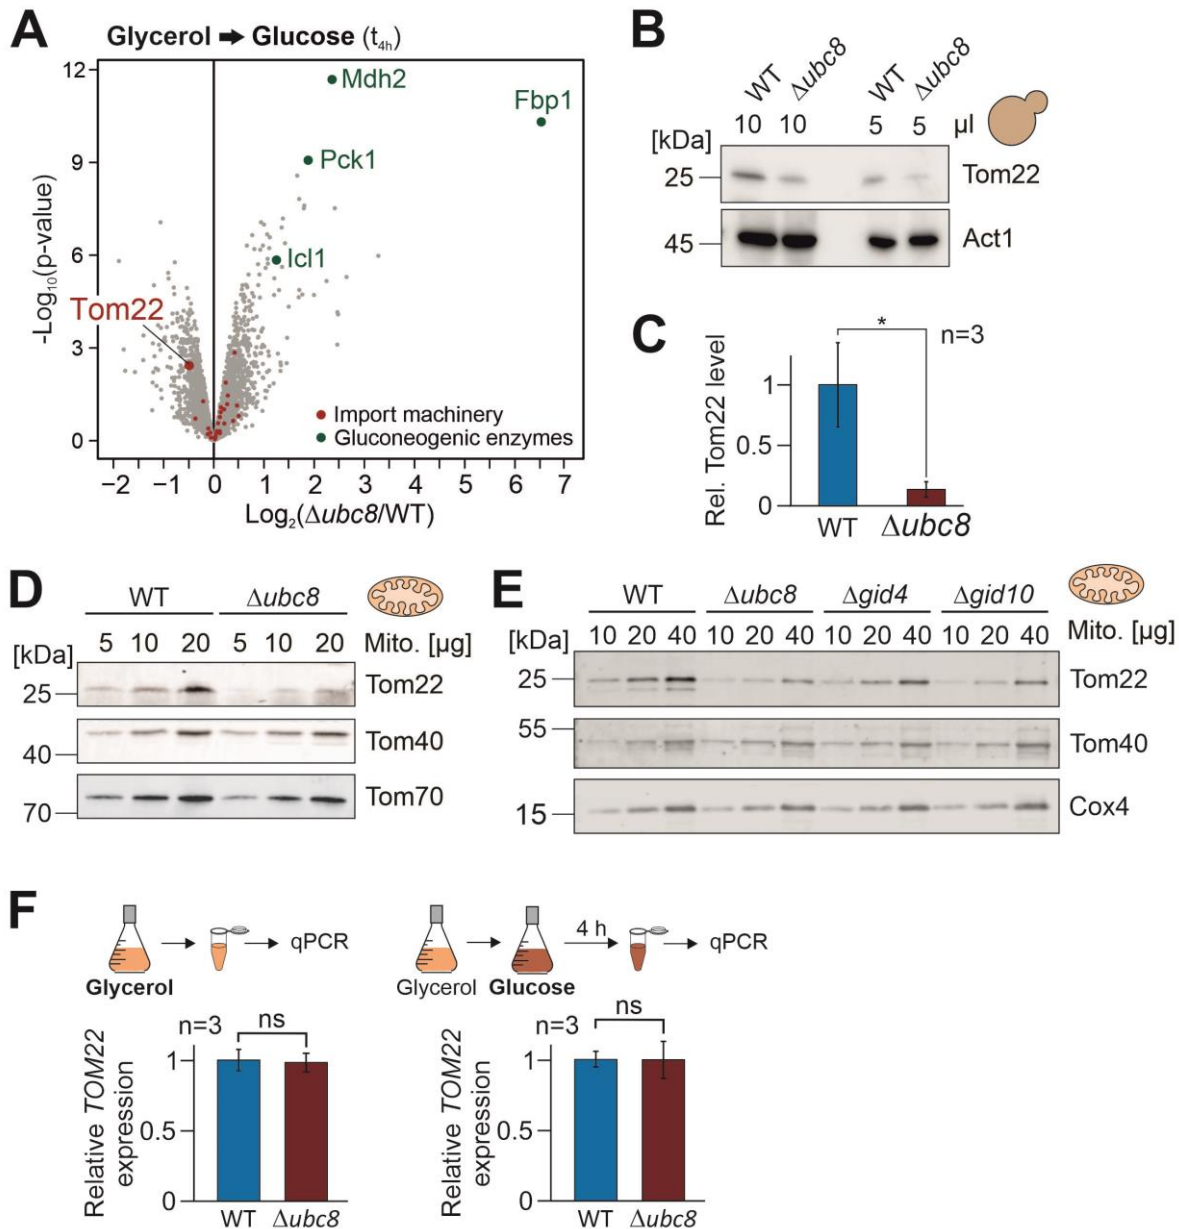 A
Glycerol → Glucose (t4h)
12
9
6
3
0
-Log10(p-value)
Mdh2
Fbp1
Pck1
Icl1
Tom22
Import machinery
Gluconeogenic enzymes
−2 −1 0 1 2 3 4 5 6 7
Log2(Δubc8/WT)
B
WT Δubc8 WT Δubc8
10 10 5 5 µl
[kDa]
25 Tom22
45 Act1
C
* n=3
Rel. Tom22 level
1
0.5
0
WT Δubc8
D
WT Δubc8
5 10 20 5 10 20 Mito. [µg]
[kDa]
25 Tom22
40 Tom40
70 Tom70
E
WT Δubc8 Δgid4 Δgid10
10 20 40 10 20 40 10 20 40 10 20 40 Mito. [µg]
[kDa]
25 Tom22
55 Tom40
15 Cox4
F
→ → qPCR
Glycerol
n=3 ns
Relative TOM22
expression
1
0.5
0
WT Δubc8
→ 4 h → → qPCR
Glycerol Glucose
n=3 ns
Relative TOM22
expression
1
0.5
0
WT Δubc8